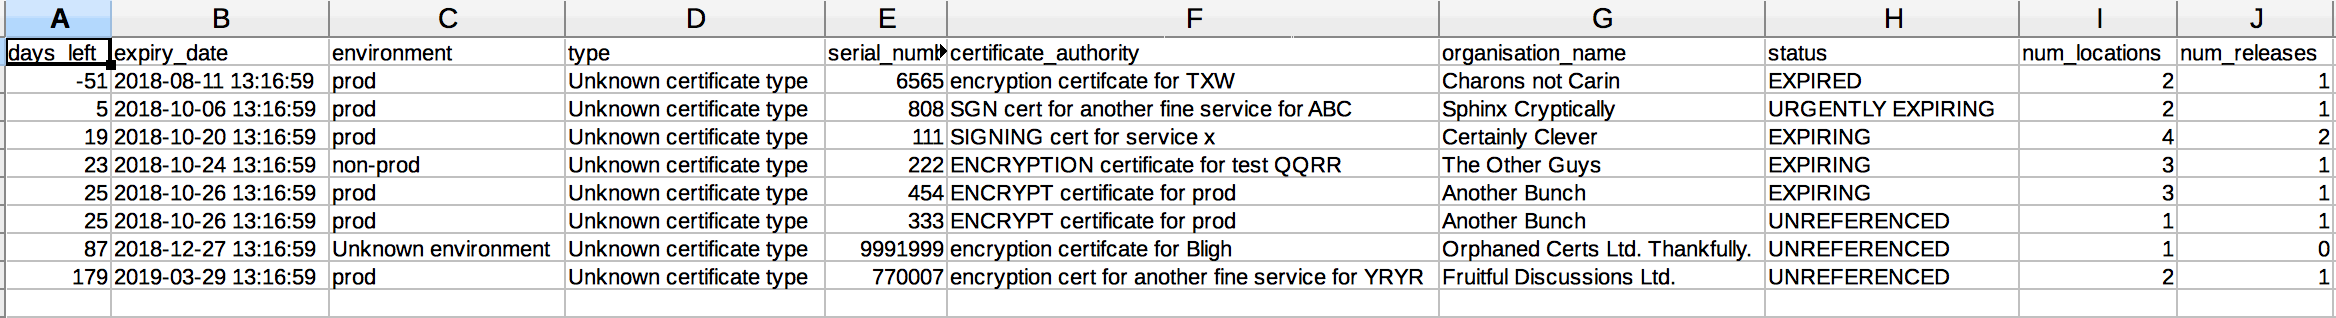 A B C D E F G H I J
days_left expiry_date environment type serial_numb certificate_authority organisation_name status num_locations num_releases
-51 2018-08-11 13:16:59 prod Unknown certificate type 6565 encryption certifcate for TXW Charons not Carin EXPIRED 2 1
5 2018-10-06 13:16:59 prod Unknown certificate type 808 SGN cert for another fine service for ABC Sphinx Cryptically URGENTLY EXPIRING 2 1
19 2018-10-20 13:16:59 prod Unknown certificate type 111 SIGNING cert for service x Certainly Clever EXPIRING 4 2
23 2018-10-24 13:16:59 non-prod Unknown certificate type 222 ENCRYPTION certificate for test QQRR The Other Guys EXPIRING 3 1
25 2018-10-26 13:16:59 prod Unknown certificate type 454 ENCRYPT certificate for prod Another Bunch EXPIRING 3 1
25 2018-10-26 13:16:59 prod Unknown certificate type 333 ENCRYPT certificate for prod Another Bunch UNREFERENCED 1 1
87 2018-12-27 13:16:59 Unknown environment Unknown certificate type 9991999 encryption certifcate for Bligh Orphaned Certs Ltd. Thankfully. UNREFERENCED 1 0
179 2019-03-29 13:16:59 prod Unknown certificate type 770007 encryption cert for another fine service for YRYR Fruitful Discussions Ltd. UNREFERENCED 2 1